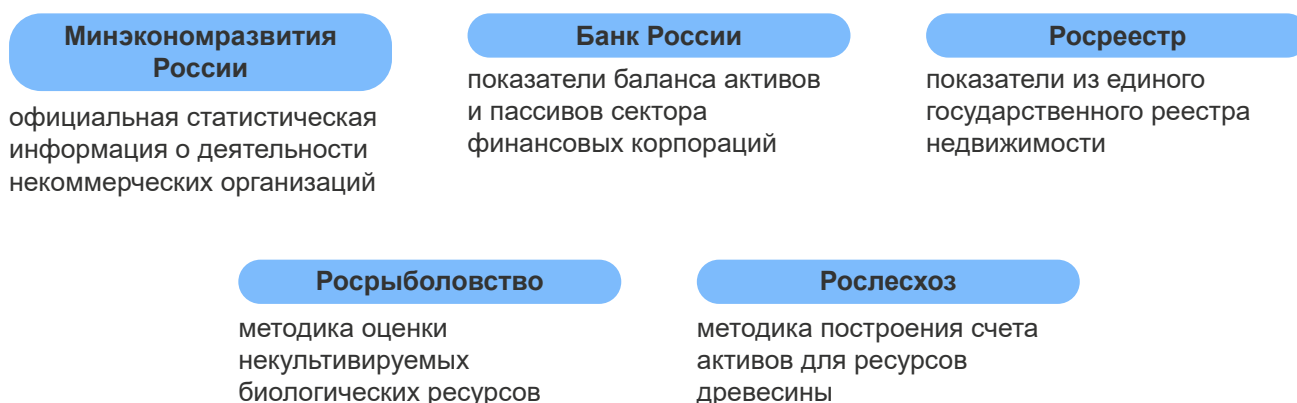 Минэкономразвития
России
официальная статистическая
информация о деятельности
некоммерческих организаций
Банк России
показатели баланса активов
и пассивов сектора
финансовых корпораций
Росреестр
показатели из единого
государственного реестра
недвижимости
Росрыболовство
методика оценки
некультивируемых
биологических ресурсов
Рослесхоз
методика построения счета
активов для ресурсов
древесины